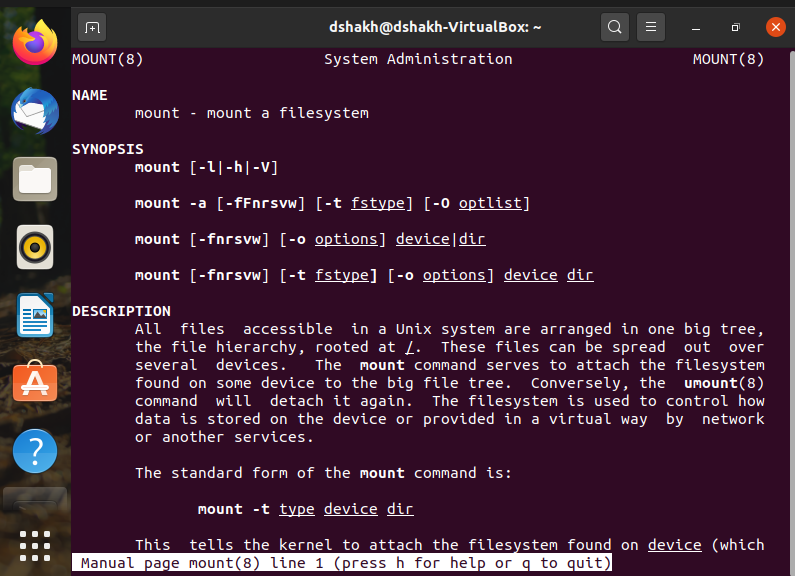 dshakh@dshakh-VirtualBox: ~
MOUNT(8) System Administration MOUNT(8)
NAME
mount - mount a filesystem
SYNOPSIS
mount [-l|-h|-V]
mount -a [-fFnrsvw] [-t fstype] [-O optlist]
mount [-fnrsvw] [-o options] device|dir
mount [-fnrsvw] [-t fstype] [-o options] device dir
DESCRIPTION
All files accessible in a Unix system are arranged in one big tree,
the file hierarchy, rooted at /. These files can be spread out over
several devices. The mount command serves to attach the filesystem
found on some device to the big file tree. Conversely, the umount(8)
command will detach it again. The filesystem is used to control how
data is stored on the device or provided in a virtual way by network
or another services.
The standard form of the mount command is:
mount -t type device dir
This tells the kernel to attach the filesystem found on device (which
Manual page mount(8) line 1 (press h for help or q to quit)